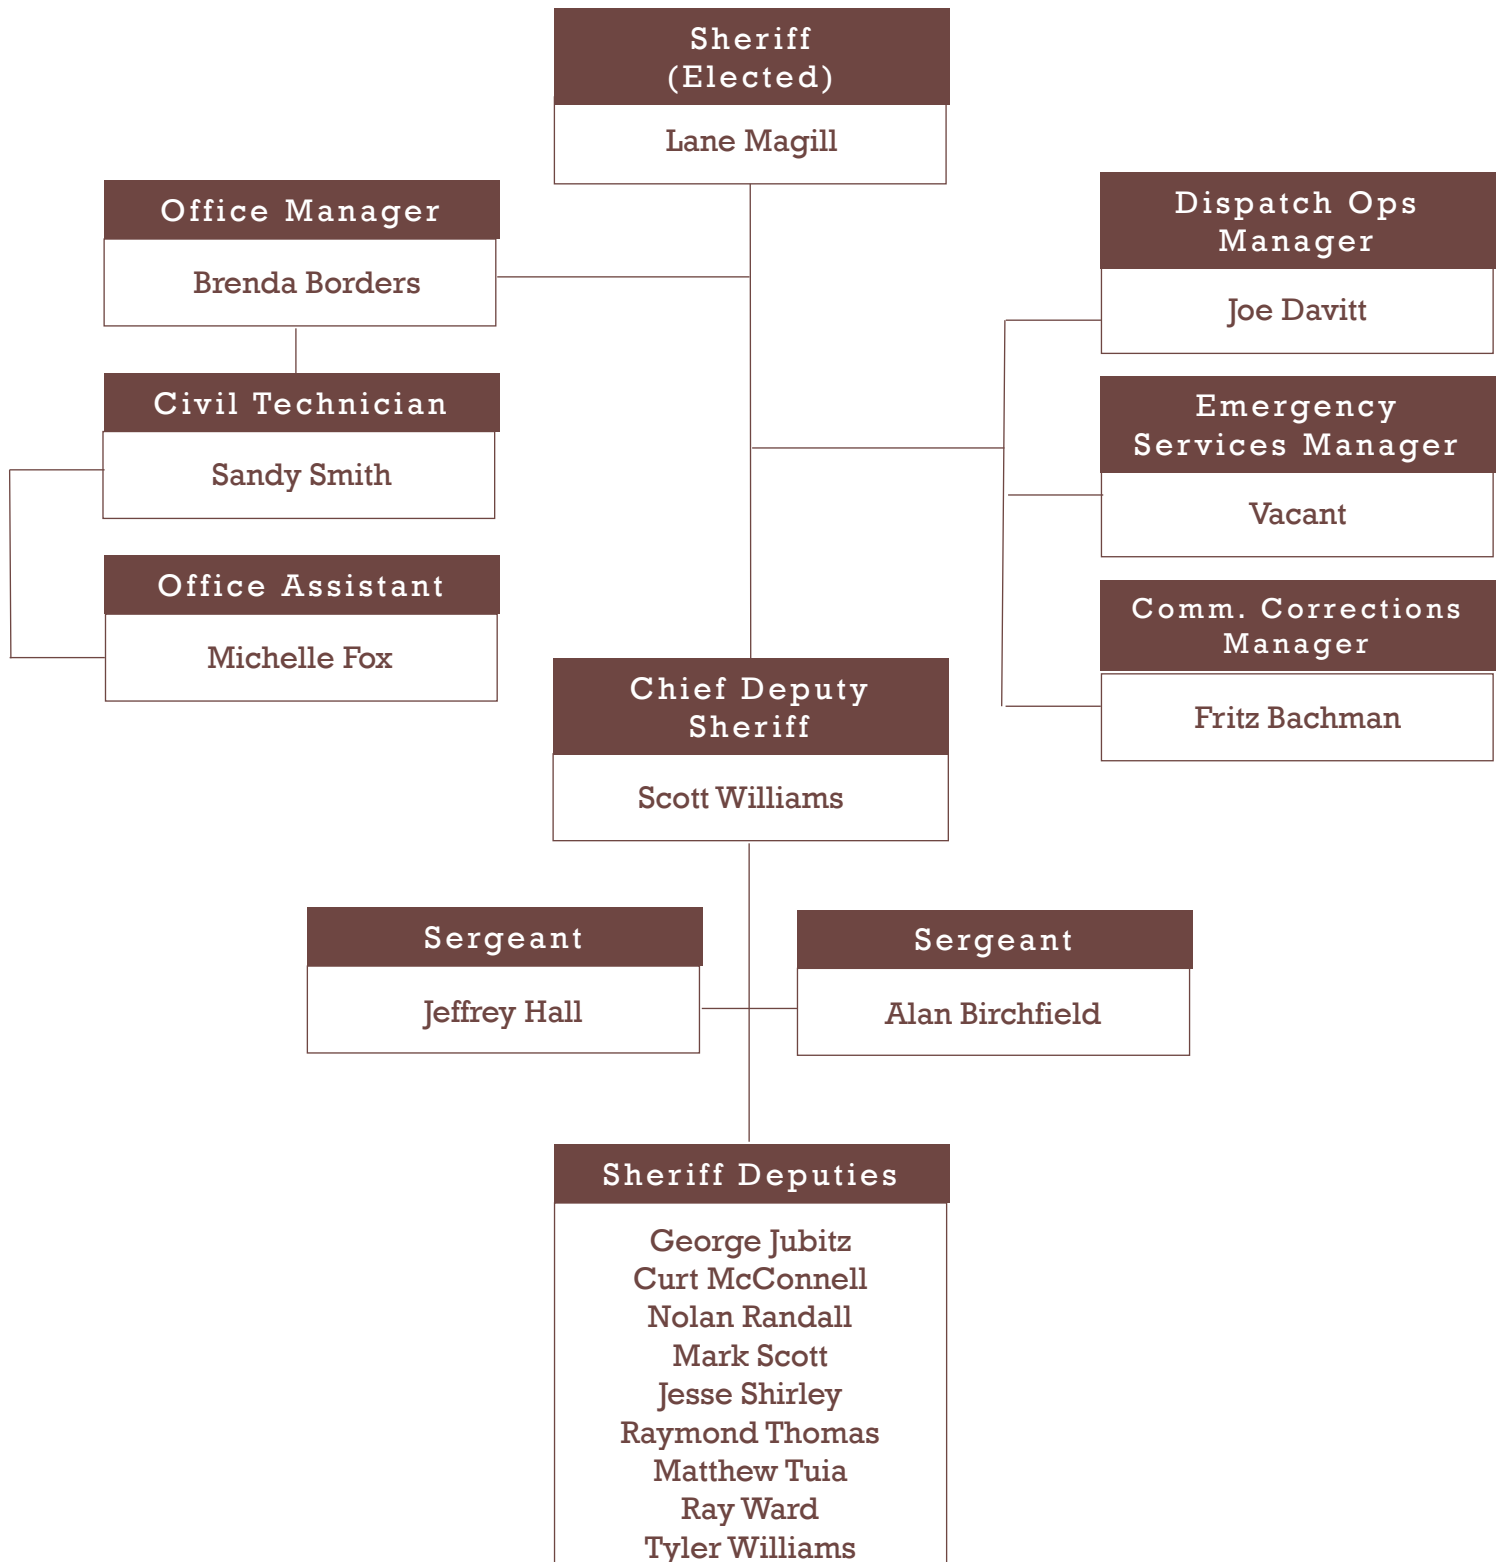 Sheriff
(Elected)
Lane Magill
Office Manager
Brenda Borders
Dispatch Ops
Manager
Joe Davitt
Civil Technician
Sandy Smith
Emergency
Services Manager
Vacant
Office Assistant
Michelle Fox
Comm. Corrections
Manager
Fritz Bachman
Chief Deputy
Sheriff
Scott Williams
Sergeant
Jeffrey Hall
Sergeant
Alan Birchfield
Sheriff Deputies
George Jubitz
Curt McConnell
Nolan Randall
Mark Scott
Jesse Shirley
Raymond Thomas
Matthew Tuia
Ray Ward
Tyler Williams